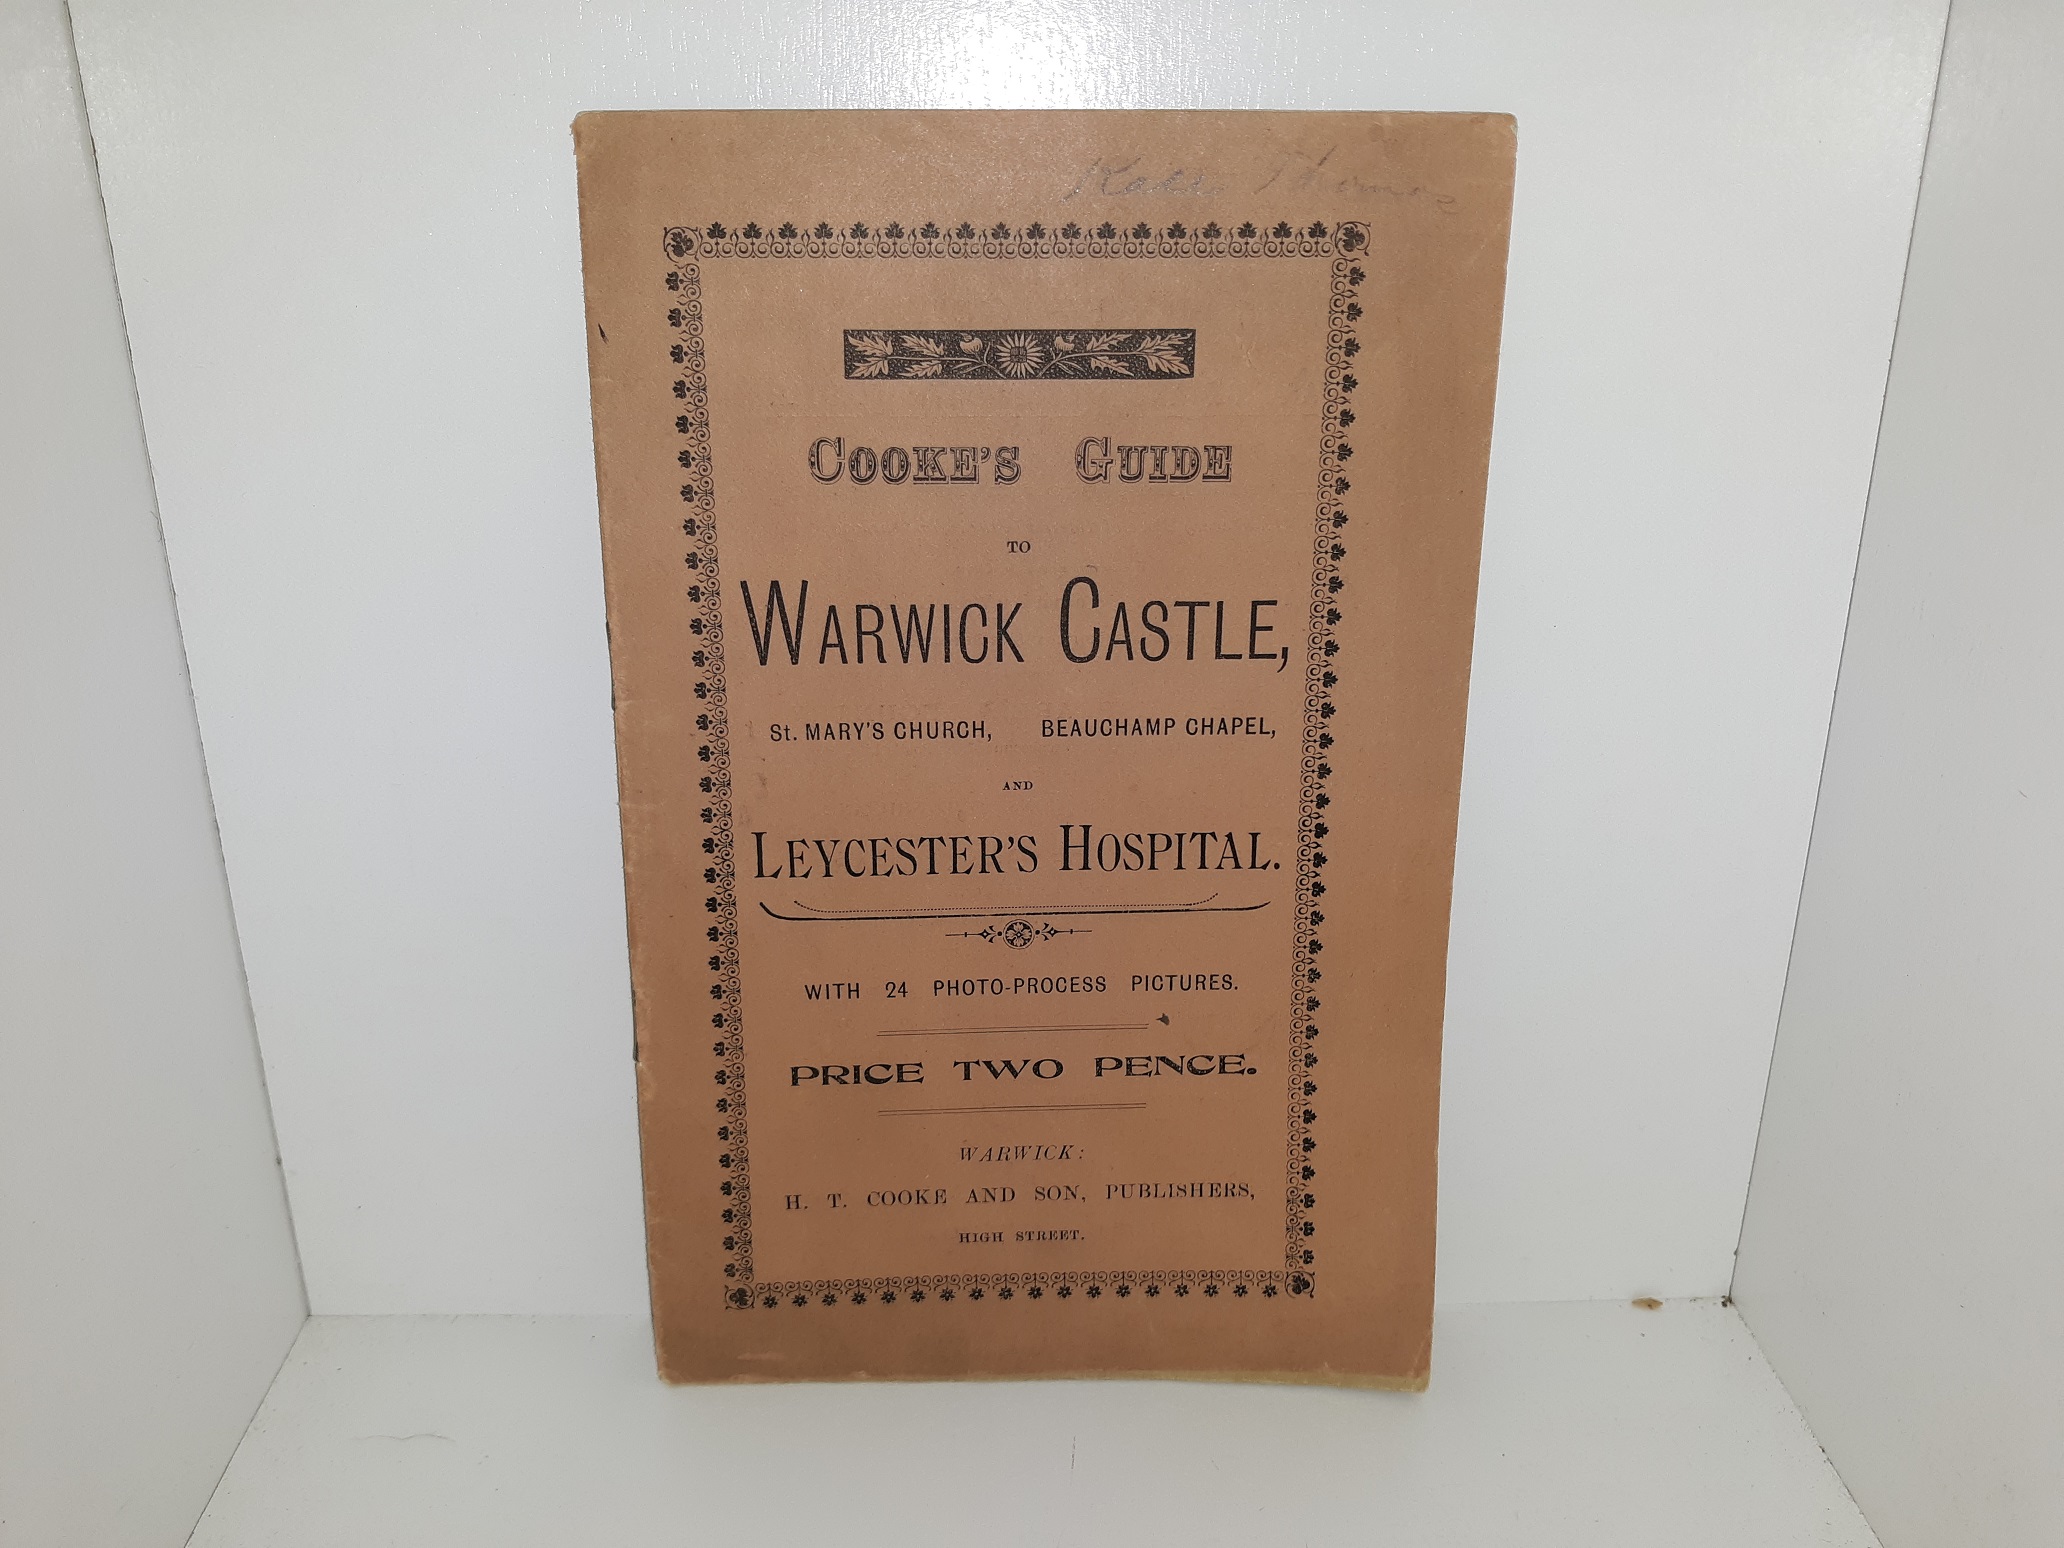 Thomas
COOKE'S GUIDE
TO
WARWICK CASTLE,
St. MARY'S CHURCH, BEAUCHAMP CHAPEL,
AND
LEYCESTER'S HOSPITAL.
WITH 24 PHOTO-PROCESS PICTURES.
PRICE TWO PENCE.
WARWICK:
H. T. COOKE AND SON, PUBLISHERS,
HIGH STREET.